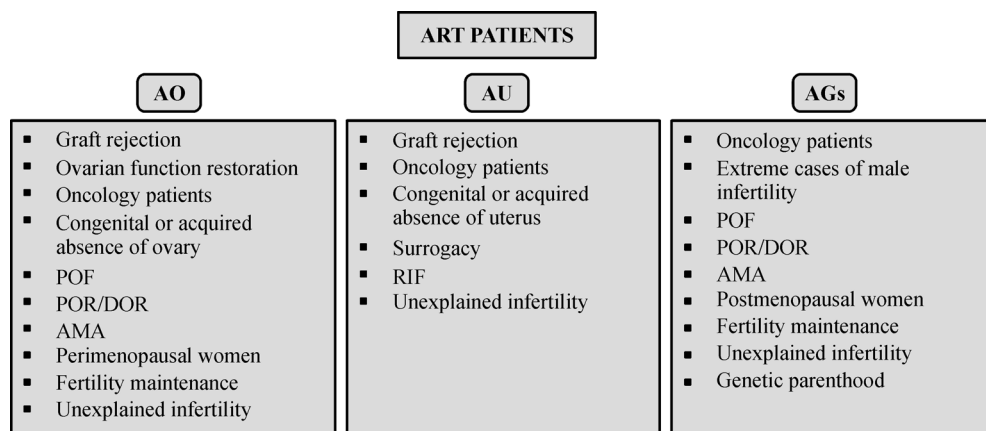 ART PATIENTS
AO
▪ Graft rejection
▪ Ovarian function restoration
▪ Oncology patients
▪ Congenital or acquired
absence of ovary
▪ POF
▪ POR/DOR
▪ AMA
▪ Perimenopausal women
▪ Fertility maintenance
▪ Unexplained infertility
AU
▪ Graft rejection
▪ Oncology patients
▪ Congenital or acquired
absence of uterus
▪ Surrogacy
▪ RIF
▪ Unexplained infertility
AGs
▪ Oncology patients
▪ Extreme cases of male
infertility
▪ POF
▪ POR/DOR
▪ AMA
▪ Postmenopausal women
▪ Fertility maintenance
▪ Unexplained infertility
▪ Genetic parenthood